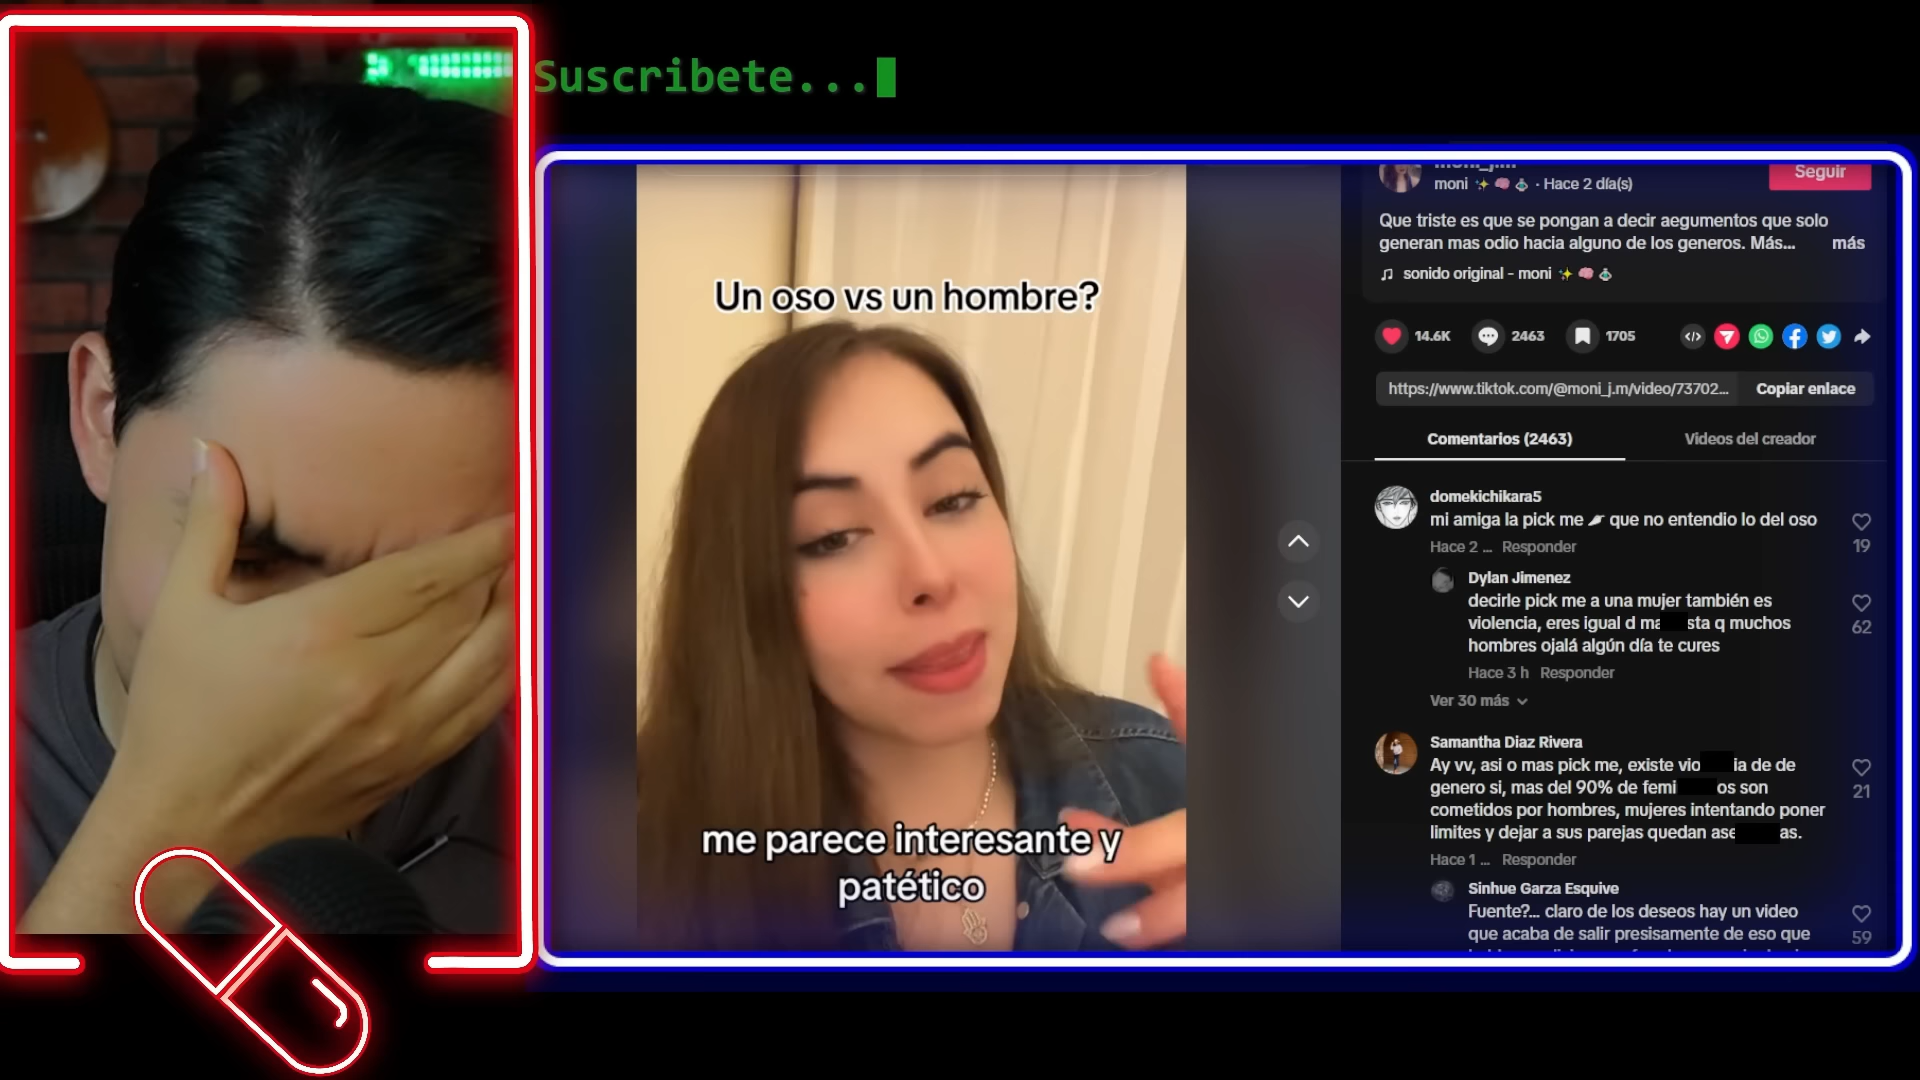 Suscribete...
Un oso vs un hombre?
me parece interesante y
patético
moni · Hace 2 día(s)
Seguir
Que triste es que se pongan a decir aegumentos que solo
generan mas odio hacia alguno de los generos. Más... más
sonido original - moni
14.6K 2463 1705
https://www.tiktok.com/@moni_j.m/video/73702... Copiar enlace
Comentarios (2463) Videos del creador
domekichikara5
mi amiga la pick me que no entendio lo del oso
Hace 2 ... Responder
19
Dylan Jimenez
decirle pick me a una mujer también es
violencia, eres igual d ma sta q muchos
hombres ojalá algún día te cures
62
Hace 3 h Responder
Ver 30 más
Samantha Diaz Rivera
Ay vv, asi o mas pick me, existe vio ia de de
genero si, mas del 90% de femi os son
cometidos por hombres, mujeres intentando poner
limites y dejar a sus parejas quedan ase as.
21
Hace 1 ... Responder
Sinhue Garza Esquive
Fuente?... claro de los deseos hay un video
que acaba de salir presisamente de eso que
59